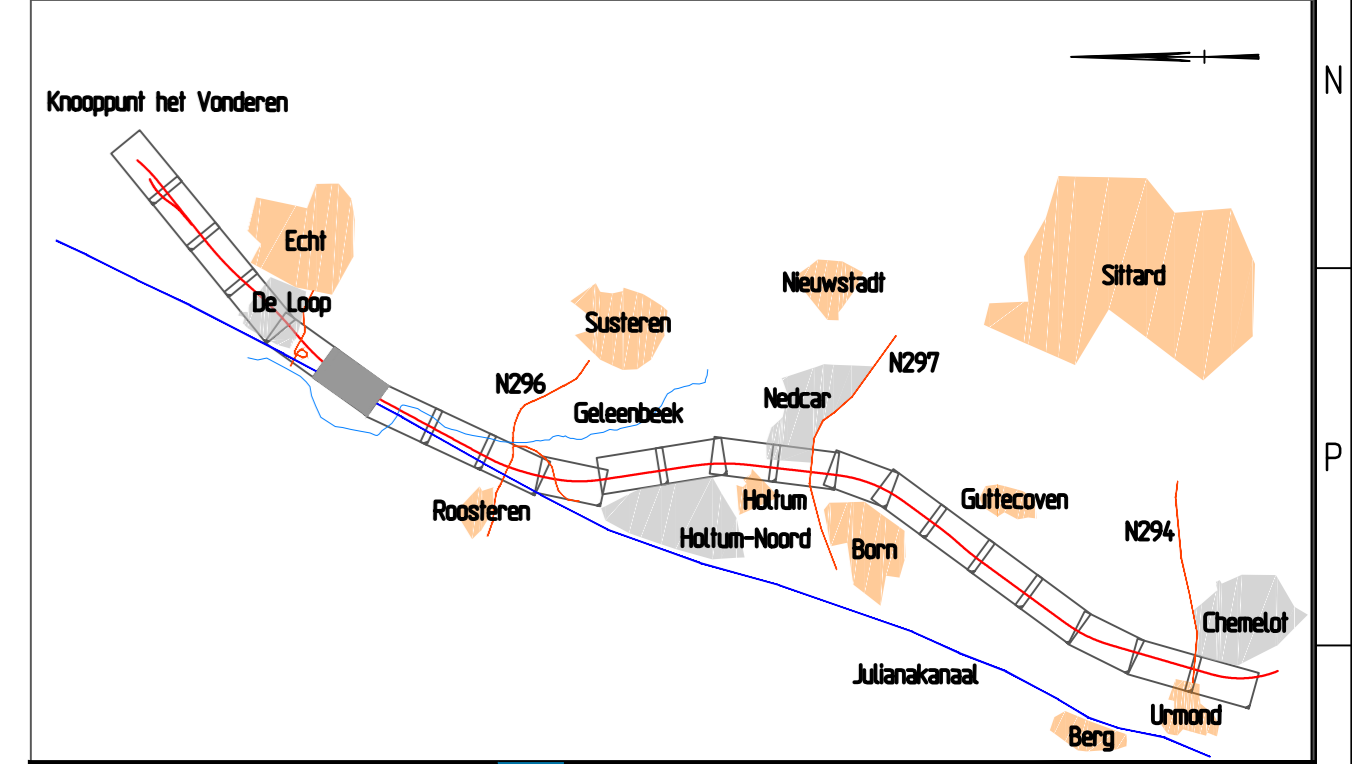 N
Knooppunt het Vonderen
Echt
Sittard
Nieuwstadt
De Loop
Susteren
N297
N296
Nedcar
Geleenbeek
P
Holtum
Guttecoven
Roosteren
N294
Holtum-Noord
Born
Chemelot
Julianakanaal
Urmond
Berg